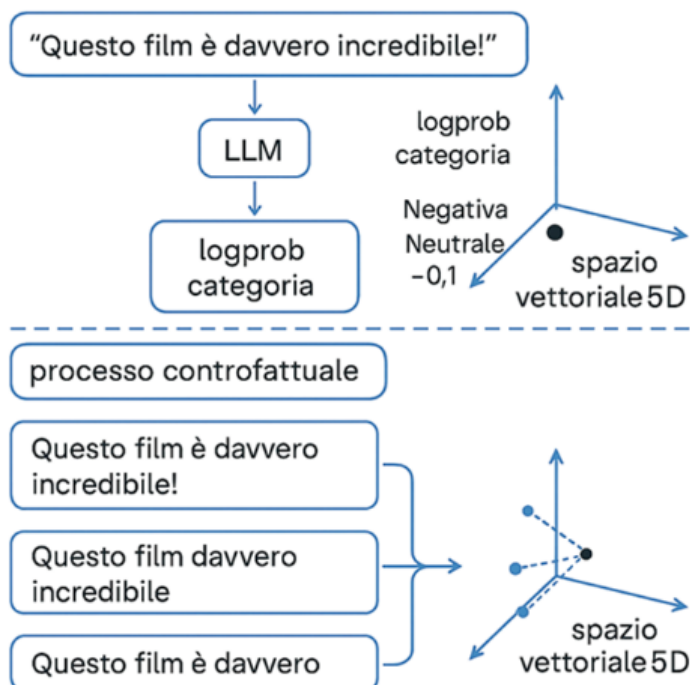 “Questo film è davvero incredibile!”
LLM
logprob
categoria
logprob
categoria
Negativa
Neutrale
−0,1
spazio
vettoriale 5D
processo controfattuale
Questo film è davvero
incredibile!
Questo film davvero
incredibile
Questo film è davvero
spazio
vettoriale 5D